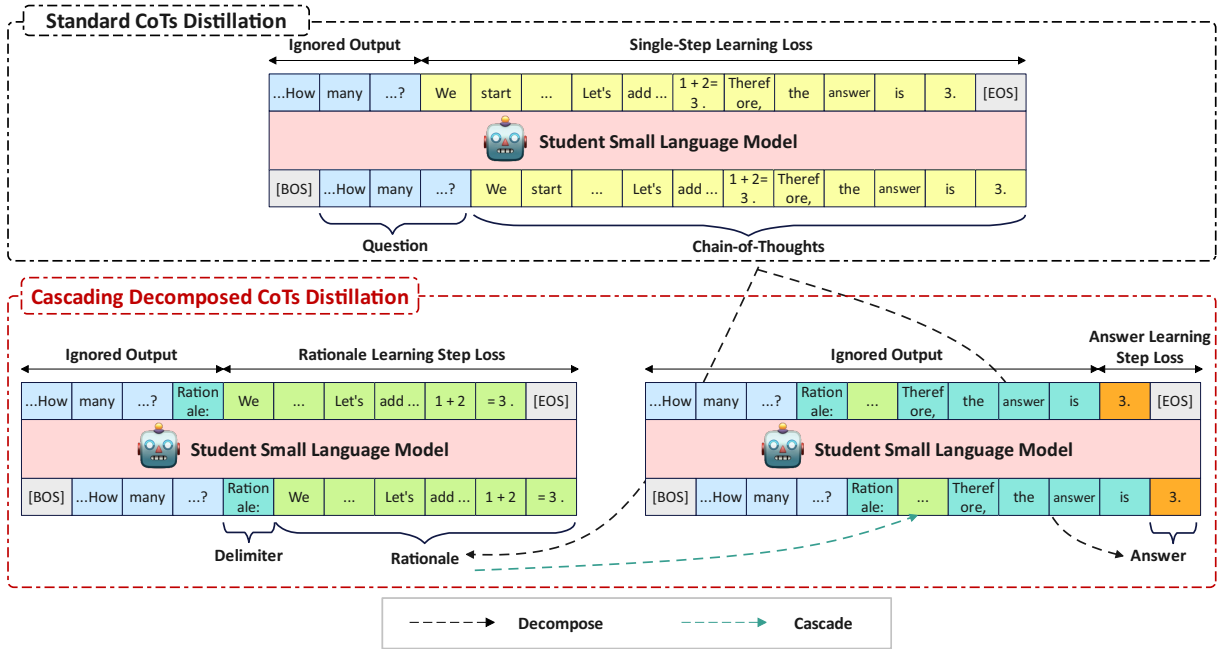 Standard CoTs Distillation
Ignored Output Single-Step Learning Loss
...How many ...? We start ... Let's add ... 1 + 2= 3 . Theref ore, the answer is 3. [EOS]
Student Small Language Model
[BOS] ...How many ...? We start ... Let's add ... 1 + 2= 3 . Theref ore, the answer is 3.
Question Chain-of-Thoughts
Cascading Decomposed CoTs Distillation
Ignored Output Rationale Learning Step Loss
...How many ...? Ration ale: We ... Let's add ... 1 + 2 = 3 . [EOS]
Student Small Language Model
[BOS] ...How many ...? Ration ale: We ... Let's add ... 1 + 2 = 3 .
Delimiter Rationale
Ignored Output Answer Learning Step Loss
...How many ...? Ration ale: ... Theref ore, the answer is 3. [EOS]
Student Small Language Model
[BOS] ...How many ...? Ration ale: ... Theref ore, the answer is 3.
Answer
Decompose Cascade